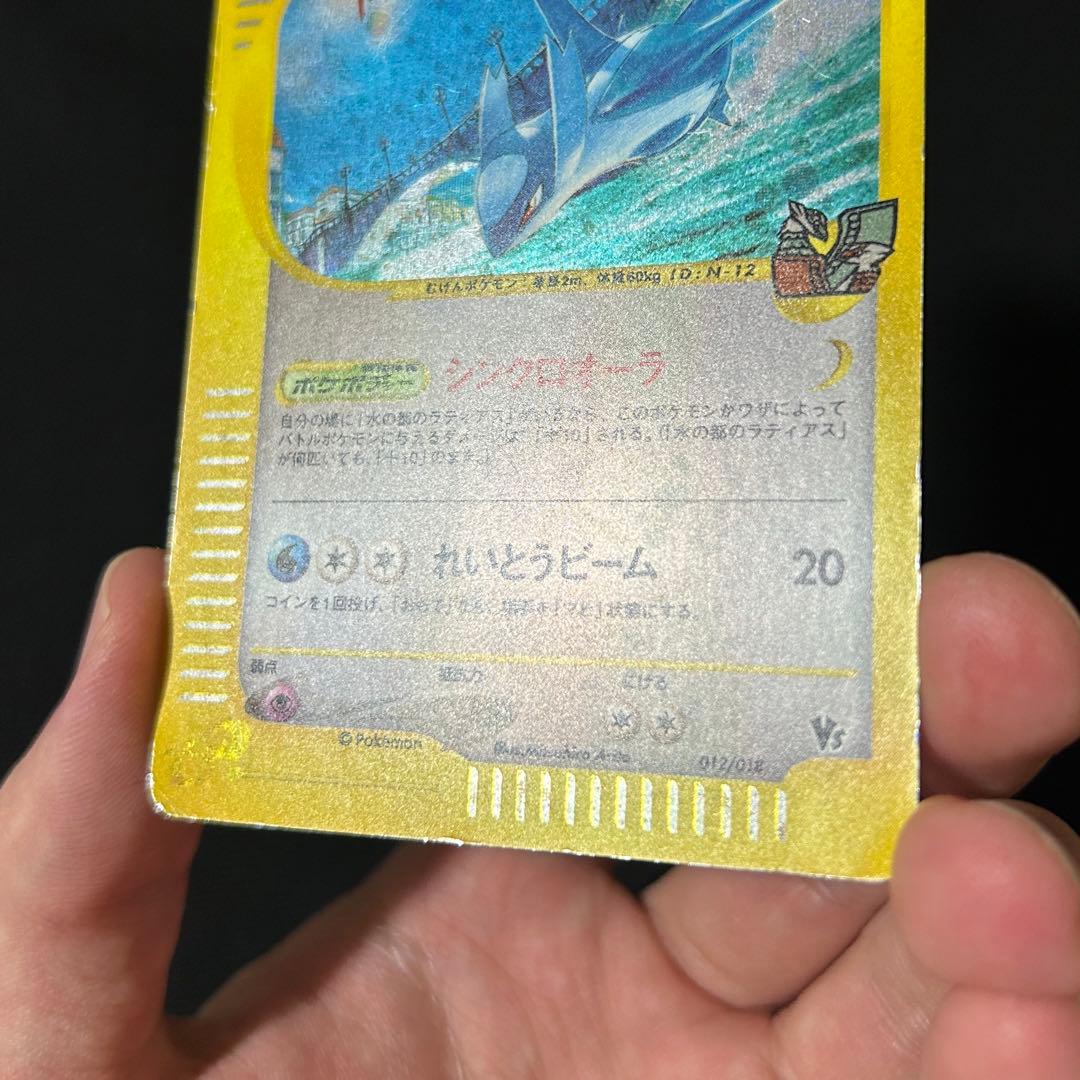 むげんポケモン：身長2m、体重60kg ID:N-12
ポケボディー シンクロオーラ
自分の場に「水の都のラティアス」がいるなら、このポケモンがワザによって
バトルポケモンに与えるダメージは「＋10」される。（「水の都のラティアス」
が何匹いても、「＋10」のまま。）
れいとうビーム 20
コインを1回投げ「おもて」なら、
状態にする。
弱点 抵抗力 にげる
©Pokémon
Illus.Mitsuhiro Arita
012/018
VS